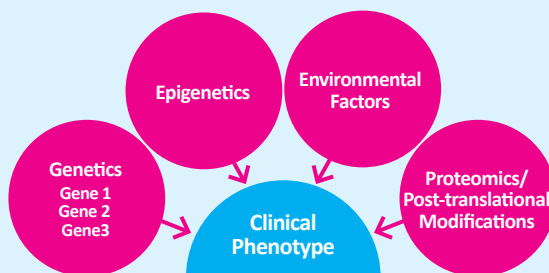 Genetics
Gene 1
Gene 2
Gene3
Epigenetics
Environmental
Factors
Proteomics/
Post-translational
Modifications
Clinical
Phenotype